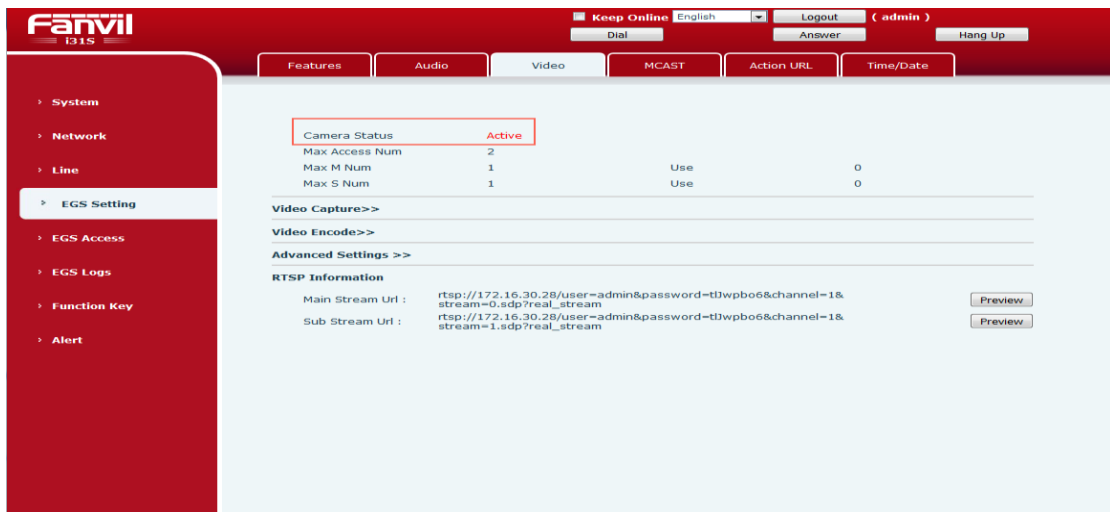 Fanvil
i31S
Keep Online English Logout ( admin )
Dial Answer Hang Up
Features Audio Video MCAST Action URL Time/Date
› System
› Network
› Line
› EGS Setting
› EGS Access
› EGS Logs
› Function Key
› Alert
Camera Status Active
Max Access Num 2
Max M Num 1 Use 0
Max S Num 1 Use 0
Video Capture>>
Video Encode>>
Advanced Settings >>
RTSP Information
Main Stream Url : rtsp://172.16.30.28/user=admin&password=tlJwpbo6&channel=1&
stream=0.sdp?real_stream
Preview
Sub Stream Url : rtsp://172.16.30.28/user=admin&password=tlJwpbo6&channel=1&
stream=1.sdp?real_stream
Preview